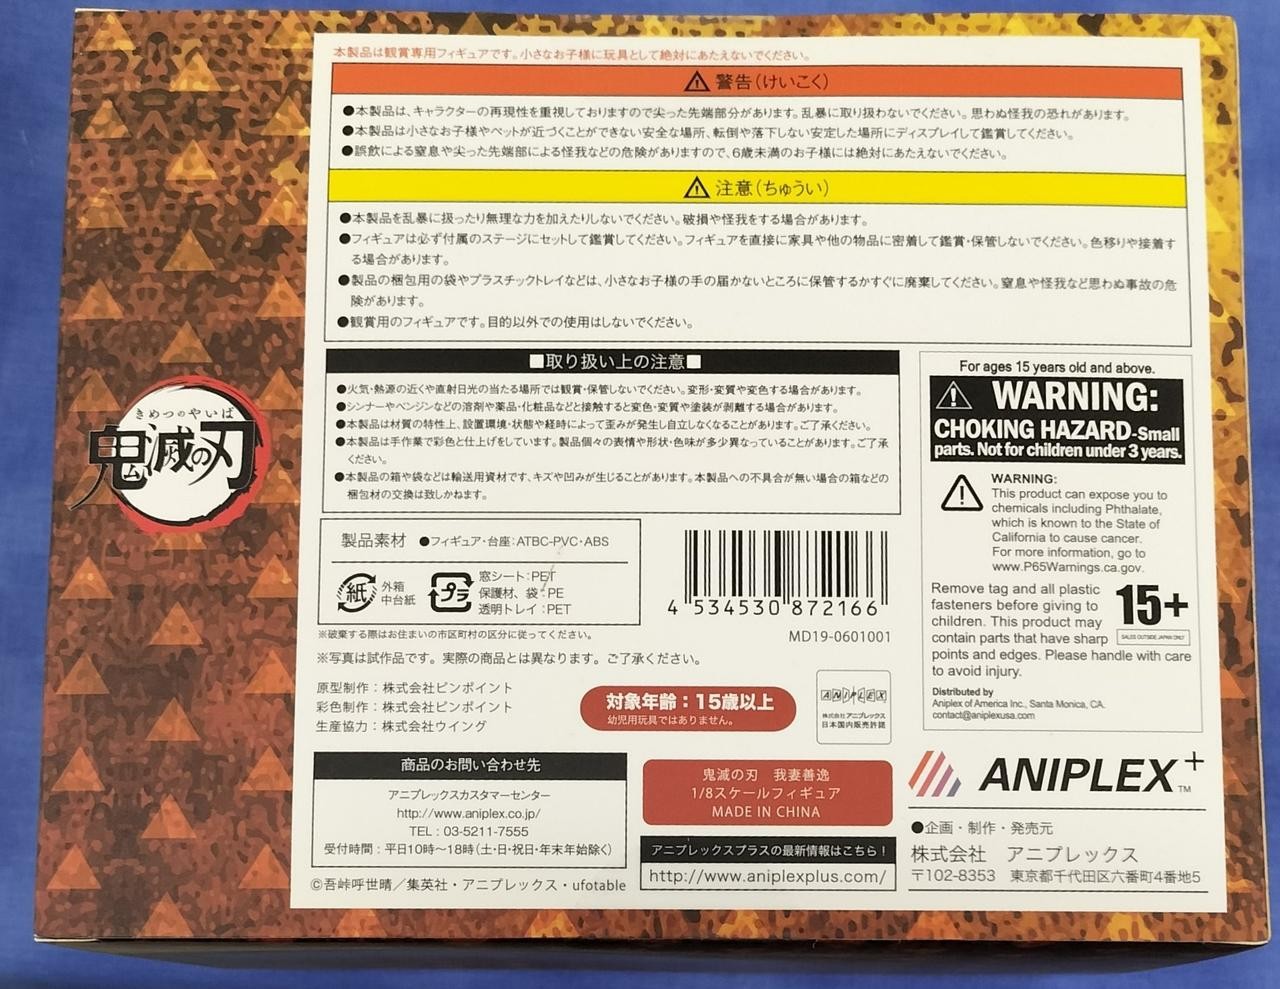 本製品は観賞専用フィギュアです。小さなお子様に玩具として絶対にあたえないでください。
警告(けいこく)
●本製品は、キャラクターの再現性を重視しておりますので尖った先端部分があります。乱暴に取り扱わないでください。思わぬ怪我の恐れがあります。
●本製品は小さなお子様やペットが近づくことができない安全な場所、転倒や落下しない安定した場所にディスプレイして鑑賞してください。
●誤飲による窒息や尖った先端部による怪我などの危険がありますので、6歳未満のお子様には絶対にあたえないでください。
注意(ちゅうい)
●本製品を乱暴に扱ったり無理な力を加えたりしないでください。破損や怪我をする場合があります。
●フィギュアは必ず付属のステージにセットして鑑賞してください。フィギュアを直接に家具や他の物品に密着して鑑賞・保管しないでください。色移りや接着す
る場合があります。
●製品の梱包用の袋やプラスチックトレイなどは、小さなお子様の手の届かないところに保管するかすぐに廃棄してください。窒息や怪我など思わぬ事故の危
険があります。
●観賞用のフィギュアです。目的以外での使用はしないでください。
■取り扱い上の注意■
●火気・熱源の近くや直射日光の当たる場所では観賞・保管しないでください。変形・変質や変色する場合があります。
●シンナーやベンジンなどの溶剤や薬品・化粧品などと接触すると変色・変質や塗装が剥離する場合があります。
●本製品は材質の特性上、設置環境・状態や経時によって歪みが発生し自立しなくなることがあります。ご了承ください。
●本製品は手作業で彩色と仕上げをしています。製品個々の表情や形状・色味が多少異なっていることがあります。ご了承
ください。
●本製品の箱や袋などは輸送用資材です、キズや凹みが生じることがあります。本製品への不具合が無い場合の箱などの
梱包材の交換は致しかねます。
きめつのやいば
鬼滅の刃
製品素材 ●フィギュア・台座:ATBC-PVC・ABS
紙 外箱
中台紙
プラ 窓シート:PET
保護材、袋:PE
透明トレイ:PET
※破棄する際はお住まいの市区町村の区分に従ってください。
※写真は試作品です。実際の商品とは異なります。ご了承ください。
4 534530 872166
MD19-0601001
原型制作:株式会社ピンポイント
彩色制作:株式会社ピンポイント
生産協力:株式会社ウイング
対象年齢:15歳以上
幼児用玩具ではありません。
ANIPLEX
株式会社 アニプレックス
日本国内販売許諾
商品のお問い合わせ先
アニプレックスカスタマーセンター
http://www.aniplex.co.jp/
TEL:03-5211-7555
受付時間:平日10時〜18時(土・日・祝日・年末年始除く)
©吾峠呼世晴／集英社・アニプレックス・ufotable
鬼滅の刃 我妻善逸
1/8スケールフィギュア
MADE IN CHINA
アニプレックスプラスの最新情報はこちら!
http://www.aniplexplus.com/
For ages 15 years old and above.
WARNING:
CHOKING HAZARD-Small
parts. Not for children under 3 years.
WARNING:
This product can expose you to
chemicals including Phthalate,
which is known to the State of
California to cause cancer.
For more information, go to
www.P65Warnings.ca.gov.
Remove tag and all plastic
fasteners before giving to
children. This product may
contain parts that have sharp
points and edges. Please handle with care
to avoid injury.
15+
SALES OUTSIDE JAPAN ONLY
Distributed by
Aniplex of America Inc., Santa Monica, CA.
contact@aniplexusa.com
ANIPLEX+
TM
●企画・制作・発売元
株式会社 アニプレックス
〒102-8353 東京都千代田区六番町4番地5